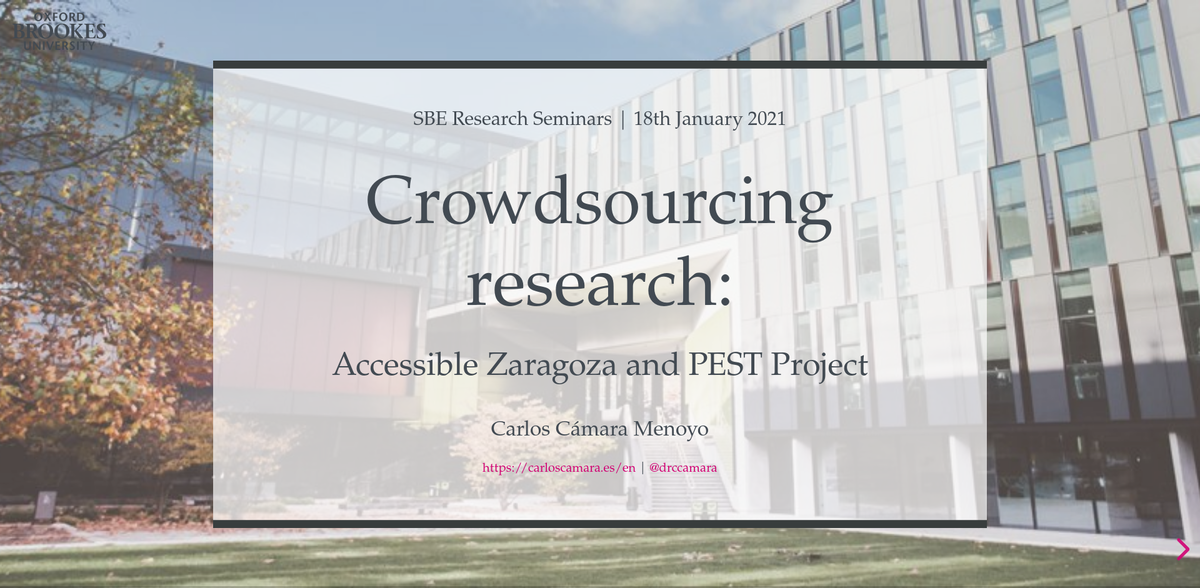 OXFORD
BROOKES
UNIVERSITY
SBE Research Seminars | 18th January 2021
Crowdsourcing
research:
Accessible Zaragoza and PEST Project
Carlos Cámara Menoyo
https://carloscamara.es/en | @drccamara